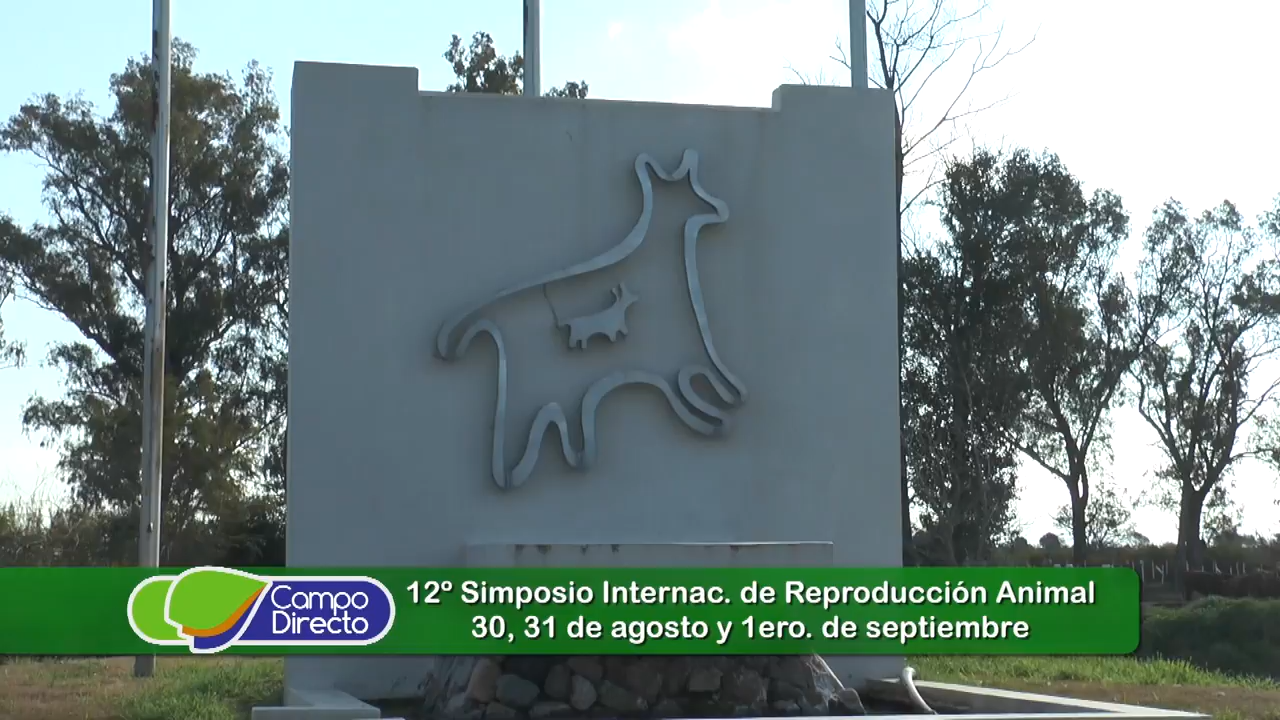 Campo
Directo
12º Simposio Internac. de Reproducción Animal
30, 31 de agosto y 1ero. de septiembre